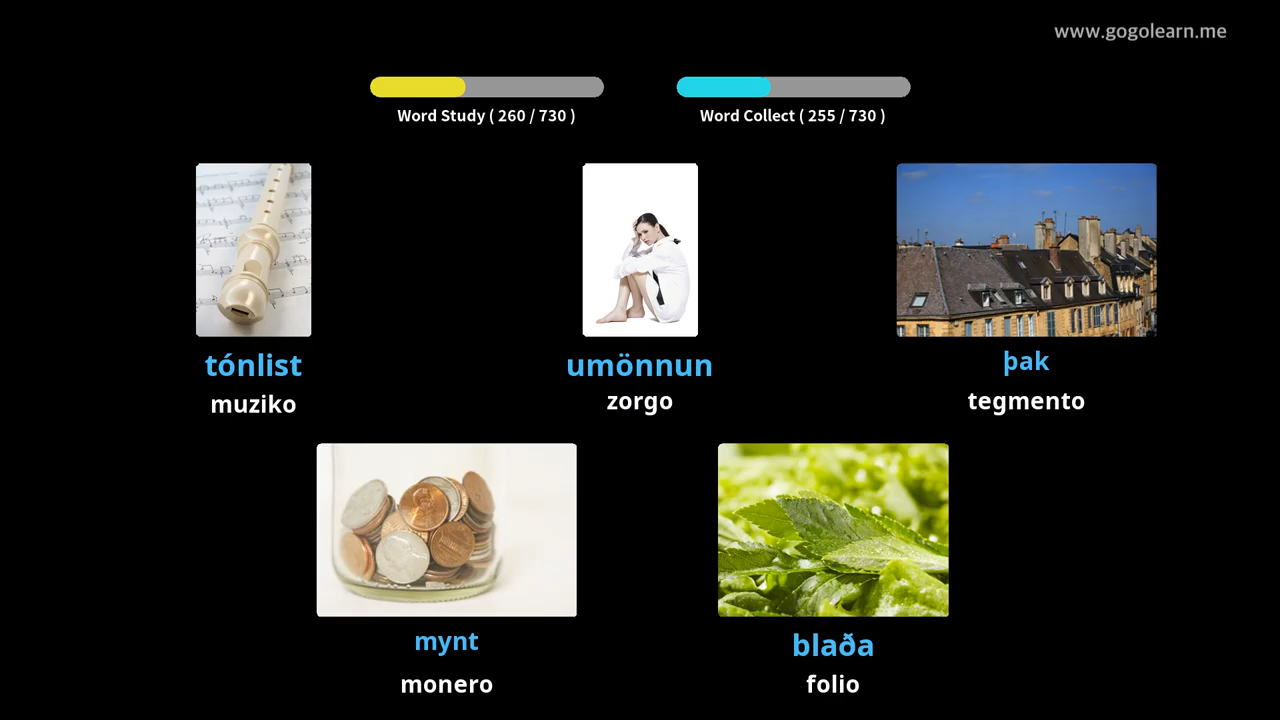 www.gogolearn.me
Word Study ( 260 / 730 )
Word Collect ( 255 / 730 )
tónlist
muziko
umönnun
zorgo
þak
tegmento
mynt
monero
blaða
folio